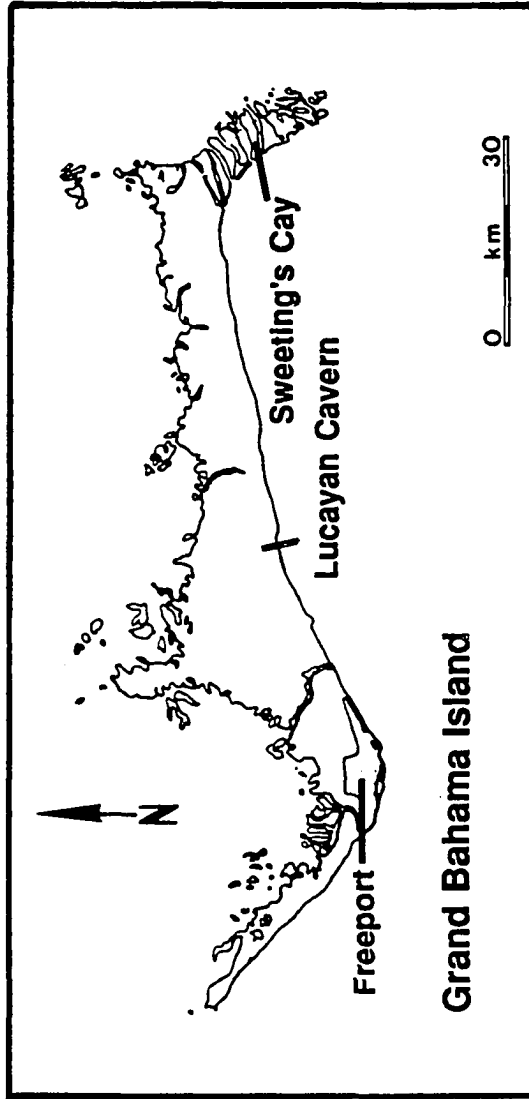 N
Sweeting's Cay
Lucayan Cavern
Freeport
Grand Bahama Island
0 km 30